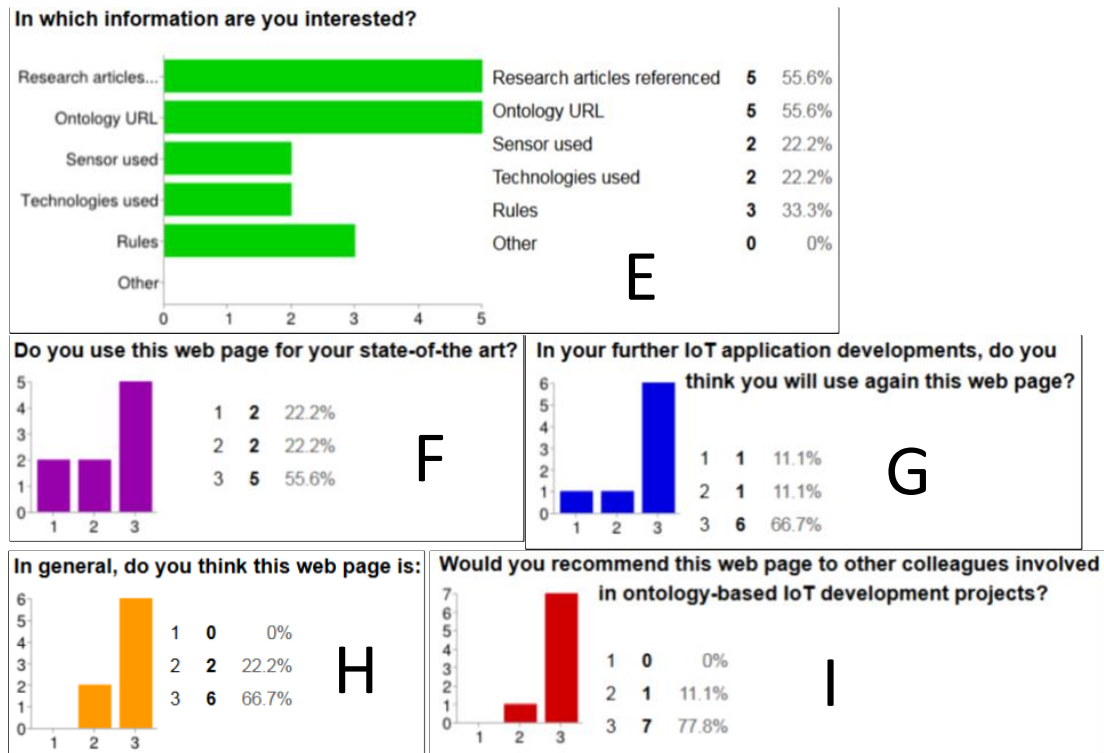 In which information are you interested?
Research articles... Research articles referenced 5 55.6%
Ontology URL Ontology URL 5 55.6%
Sensor used Sensor used 2 22.2%
Technologies used Technologies used 2 22.2%
Rules Rules 3 33.3%
Other Other 0 0%
0 1 2 3 4 5
E
Do you use this web page for your state-of-the art?
5
4
3
2
1
0
1 2 3
1 2 22.2%
2 2 22.2%
3 5 55.6%
F
In your further IoT application developments, do you
think you will use again this web page?
6
5
4
3
2
1
0
1 2 3
1 1 11.1%
2 1 11.1%
3 6 66.7%
G
In general, do you think this web page is:
6
5
4
3
2
1
0
1 2 3
1 0 0%
2 2 22.2%
3 6 66.7%
H
Would you recommend this web page to other colleagues involved
in ontology-based IoT development projects?
7
6
5
4
3
2
1
0
1 2 3
1 0 0%
2 1 11.1%
3 7 77.8%
I